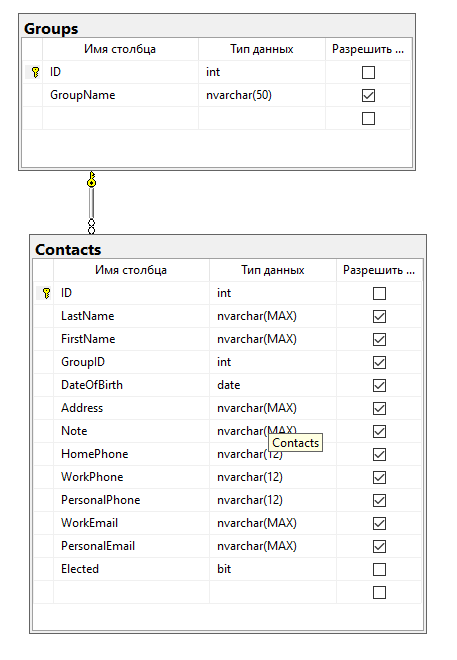 Groups
Имя столбца Тип данных Разрешить ...
ID int
GroupName nvarchar(50)
Contacts
Имя столбца Тип данных Разрешить ...
ID int
LastName nvarchar(MAX)
FirstName nvarchar(MAX)
GroupID int
DateOfBirth date
Address nvarchar(MAX)
Note nvarchar(MAX)
Contacts
HomePhone nvarchar(12)
WorkPhone nvarchar(12)
PersonalPhone nvarchar(12)
WorkEmail nvarchar(MAX)
PersonalEmail nvarchar(MAX)
Elected bit